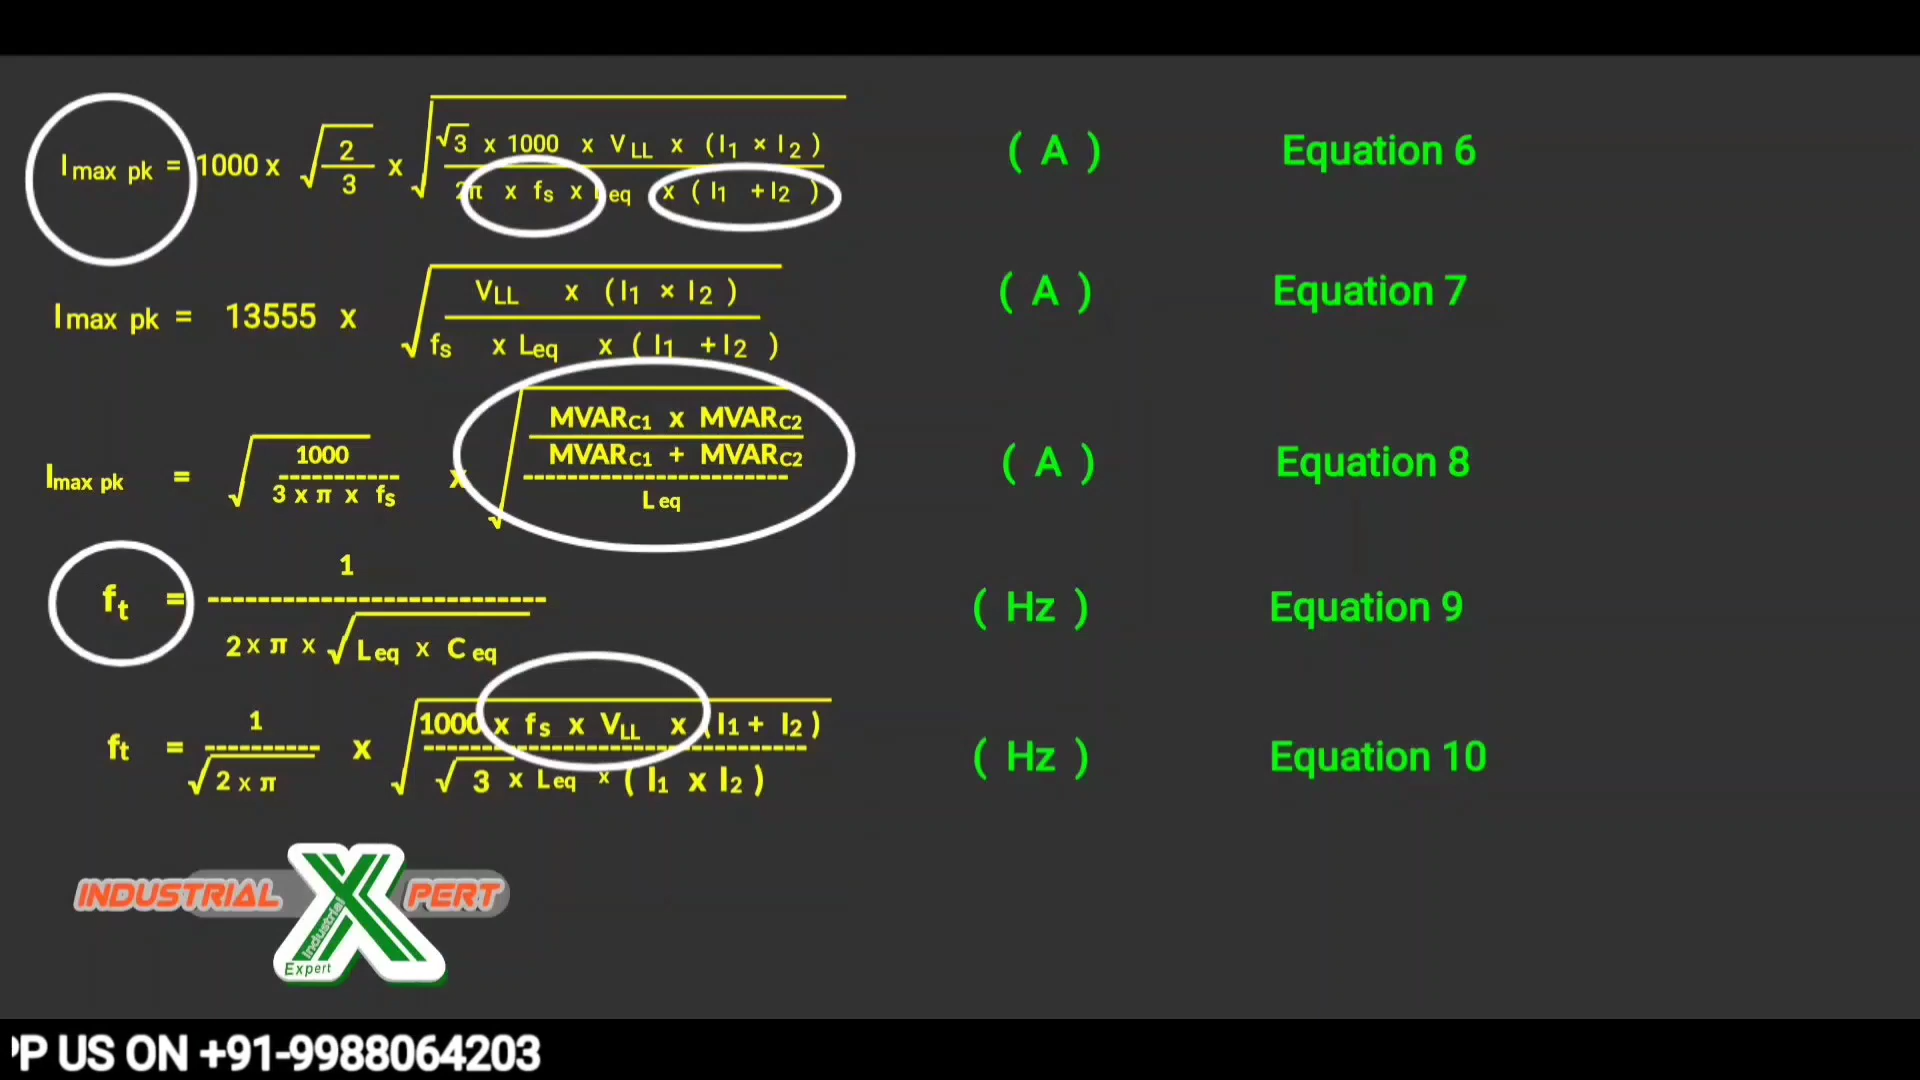 I max pk = 1000 x √ 2/3 x √ √3 x 1000 x VLL x (I1 × I2) / 2π x fs x Leq x (I1 + I2) ( A ) Equation 6
I max pk = 13555 x √ VLL x (I1 × I2) / fs x Leq x (I1 + I2) ( A ) Equation 7
Imax pk = √ 1000 / 3 x π x fs x √ MVARC1 x MVARC2 / MVARC1 + MVARC2 / Leq ( A ) Equation 8
ft = 1 / 2 x π x √ Leq x Ceq ( Hz ) Equation 9
ft = 1 / √ 2 x π x √ 1000 x fs x VLL x (I1 + I2) / √ 3 x Leq x (I1 x I2) ( Hz ) Equation 10
INDUSTRIAL XPERT
Industrial
Expert
US ON +91-9988064203